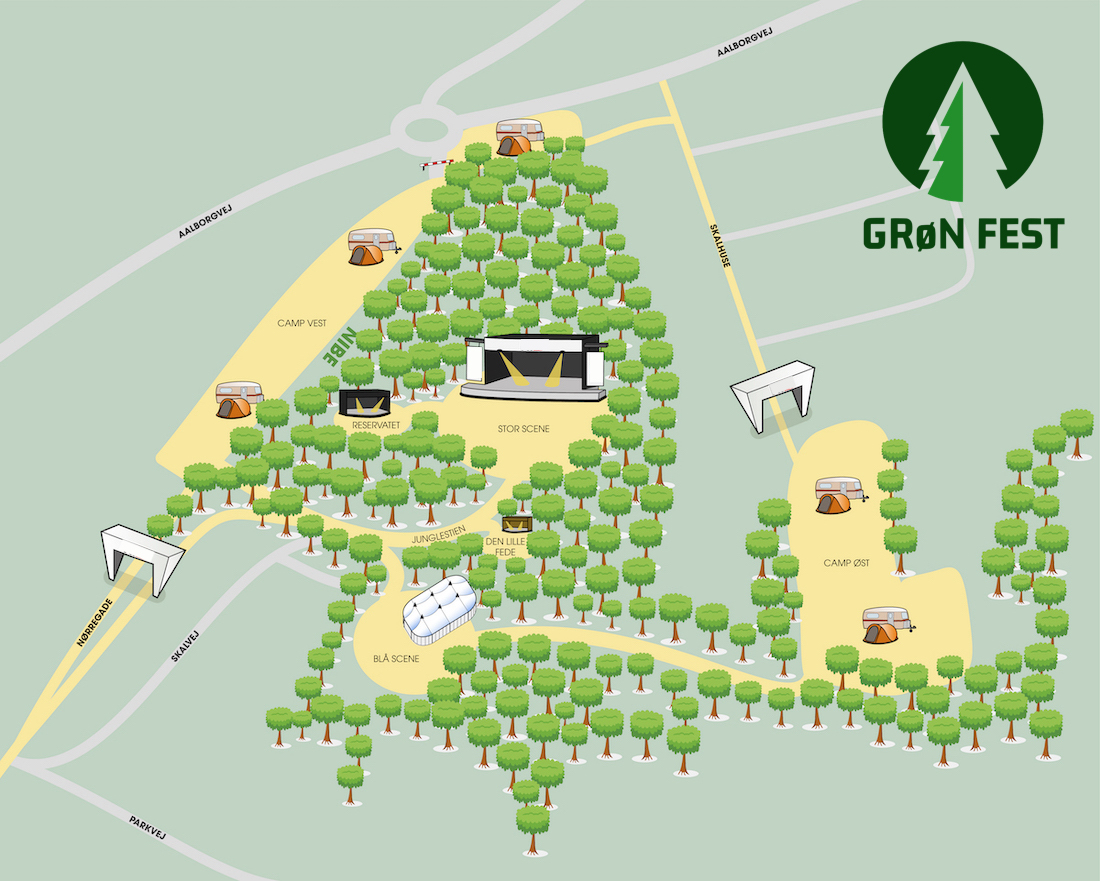 AALBORGVEJ
GRøN FEST
AALBORGVEJ
SKALHUSE
CAMP VEST
NIBE
RESERVATET
STOR SCENE
JUNGLESTIEN
DEN LILLE
FEDE
CAMP ØST
NØRREGADE
SKALVEJ
BLÅ SCENE
PARKVEJ